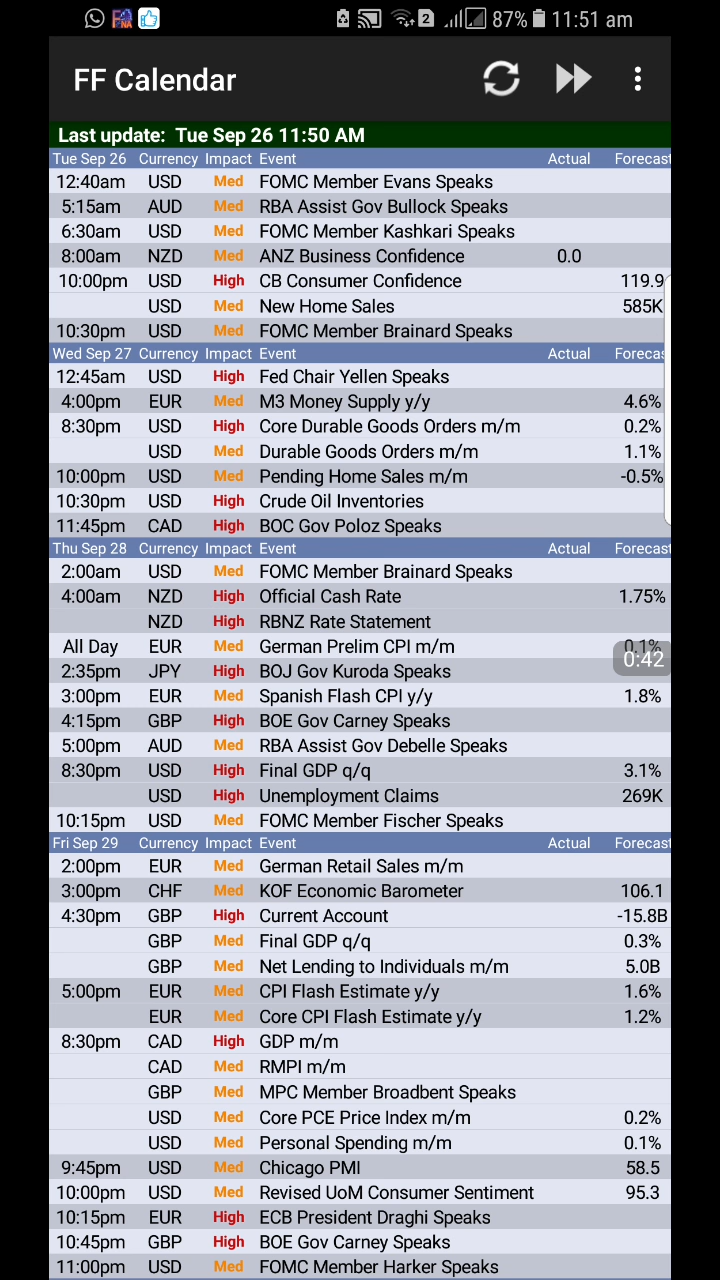 2 87% 11:51 am
FF Calendar
Last update: Tue Sep 26 11:50 AM
Tue Sep 26 Currency Impact Event Actual Forecast
12:40am USD Med FOMC Member Evans Speaks
5:15am AUD Med RBA Assist Gov Bullock Speaks
6:30am USD Med FOMC Member Kashkari Speaks
8:00am NZD Med ANZ Business Confidence 0.0
10:00pm USD High CB Consumer Confidence 119.9
USD Med New Home Sales 585K
10:30pm USD Med FOMC Member Brainard Speaks
Wed Sep 27 Currency Impact Event Actual Forecas
12:45am USD High Fed Chair Yellen Speaks
4:00pm EUR Med M3 Money Supply y/y 4.6%
8:30pm USD High Core Durable Goods Orders m/m 0.2%
USD Med Durable Goods Orders m/m 1.1%
10:00pm USD Med Pending Home Sales m/m -0.5%
10:30pm USD High Crude Oil Inventories
11:45pm CAD High BOC Gov Poloz Speaks
Thu Sep 28 Currency Impact Event Actual Forecast
2:00am USD Med FOMC Member Brainard Speaks
4:00am NZD High Official Cash Rate 1.75%
NZD High RBNZ Rate Statement
All Day EUR Med German Prelim CPI m/m 0.1%
0:42
2:35pm JPY High BOJ Gov Kuroda Speaks
3:00pm EUR Med Spanish Flash CPI y/y 1.8%
4:15pm GBP High BOE Gov Carney Speaks
5:00pm AUD Med RBA Assist Gov Debelle Speaks
8:30pm USD High Final GDP q/q 3.1%
USD High Unemployment Claims 269K
10:15pm USD Med FOMC Member Fischer Speaks
Fri Sep 29 Currency Impact Event Actual Forecast
2:00pm EUR Med German Retail Sales m/m
3:00pm CHF Med KOF Economic Barometer 106.1
4:30pm GBP High Current Account -15.8B
GBP Med Final GDP q/q 0.3%
GBP Med Net Lending to Individuals m/m 5.0B
5:00pm EUR Med CPI Flash Estimate y/y 1.6%
EUR Med Core CPI Flash Estimate y/y 1.2%
8:30pm CAD High GDP m/m
CAD Med RMPI m/m
GBP Med MPC Member Broadbent Speaks
USD Med Core PCE Price Index m/m 0.2%
USD Med Personal Spending m/m 0.1%
9:45pm USD Med Chicago PMI 58.5
10:00pm USD Med Revised UoM Consumer Sentiment 95.3
10:15pm EUR High ECB President Draghi Speaks
10:45pm GBP High BOE Gov Carney Speaks
11:00pm USD Med FOMC Member Harker Speaks